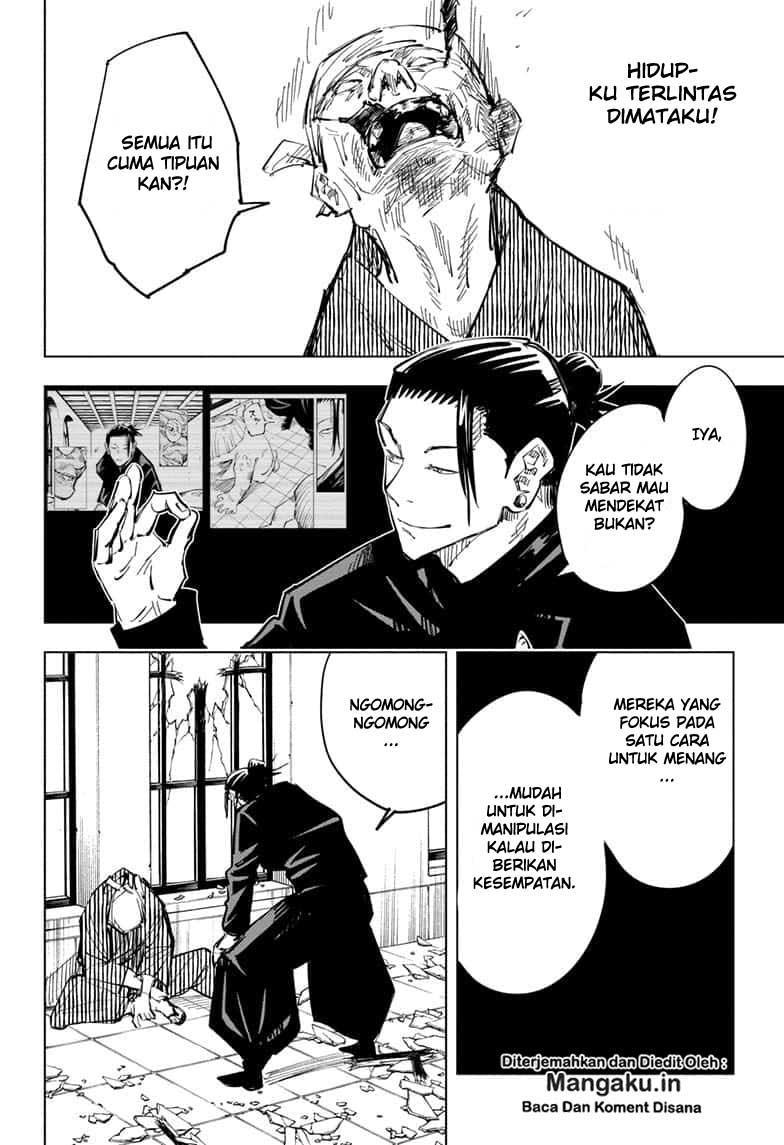 HIDUP-
KU TERLINTAS
DIMATAKU!
SEMUA ITU
CUMA TIPUAN
KAN?!
IYA,
KAU TIDAK
SABAR MAU
MENDEKAT
BUKAN?
MEREKA YANG
FOKUS PADA
SATU CARA
UNTUK MENANG
...
...MUDAH
UNTUK DI-
MANIPULASI
KALAU DI-
BERIKAN
KESEMPATAN.
NGOMONG-
NGOMONG
...
Diterjemahkan dan Diedit Oleh :
Mangaku.in
Baca Dan Koment Disana